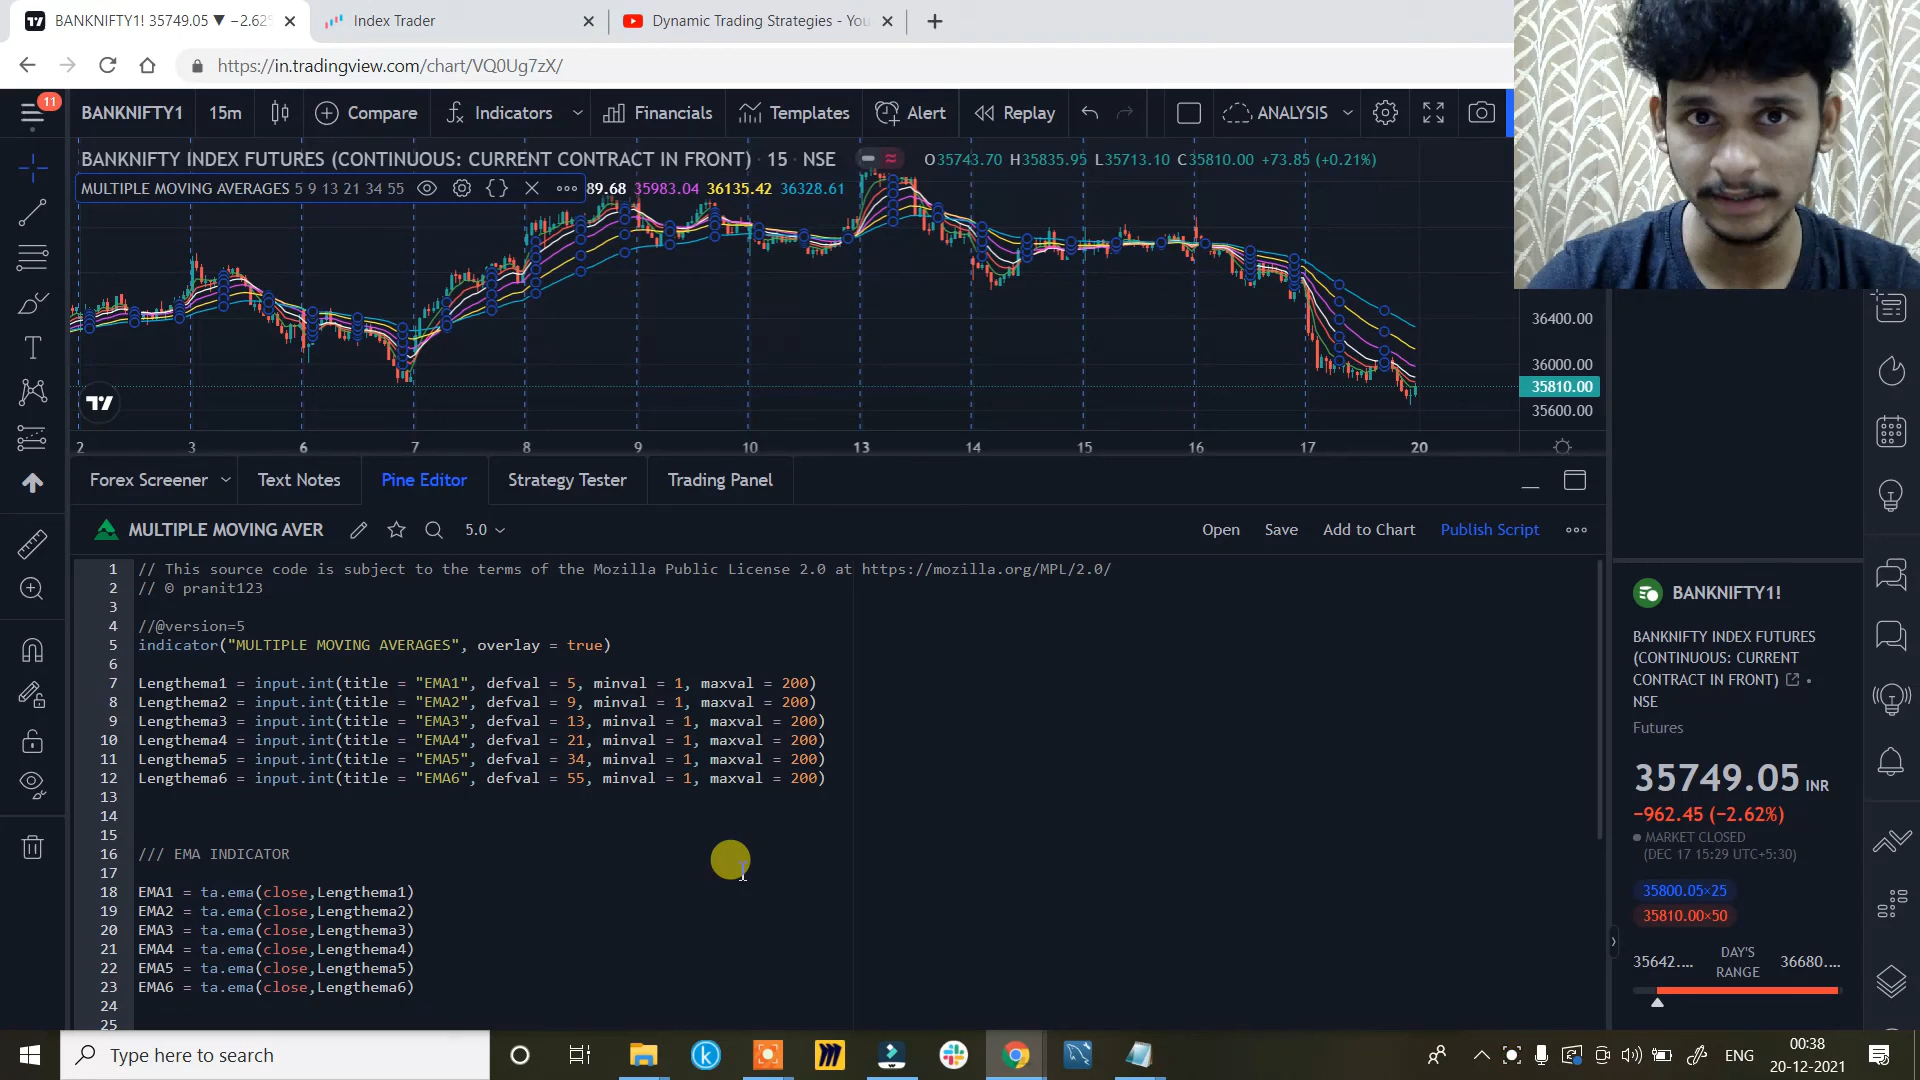 BANKNIFTY1! 35749.05 ▼ −2.62
Index Trader
Dynamic Trading Strategies - You
https://in.tradingview.com/chart/VQ0Ug7zX/
11
BANKNIFTY1
15m
Compare
Indicators
Financials
Templates
Alert
Replay
ANALYSIS
BANKNIFTY INDEX FUTURES (CONTINUOUS: CURRENT CONTRACT IN FRONT) · 15 · NSE
O35743.70 H35835.95 L35713.10 C35810.00 +73.85 (+0.21%)
MULTIPLE MOVING AVERAGES 5 9 13 21 34 55
89.68 35983.04 36135.42 36328.61
36400.00
36000.00
35810.00
35600.00
2 3 6 7 8 9 10 13 14 15 16 17 20
Forex Screener
Text Notes
Pine Editor
Strategy Tester
Trading Panel
MULTIPLE MOVING AVER
5.0
Open
Save
Add to Chart
Publish Script
1 // This source code is subject to the terms of the Mozilla Public License 2.0 at https://mozilla.org/MPL/2.0/
2 // © pranit123
3
4 //@version=5
5 indicator("MULTIPLE MOVING AVERAGES", overlay = true)
6
7 Lengthema1 = input.int(title = "EMA1", defval = 5, minval = 1, maxval = 200)
8 Lengthema2 = input.int(title = "EMA2", defval = 9, minval = 1, maxval = 200)
9 Lengthema3 = input.int(title = "EMA3", defval = 13, minval = 1, maxval = 200)
10 Lengthema4 = input.int(title = "EMA4", defval = 21, minval = 1, maxval = 200)
11 Lengthema5 = input.int(title = "EMA5", defval = 34, minval = 1, maxval = 200)
12 Lengthema6 = input.int(title = "EMA6", defval = 55, minval = 1, maxval = 200)
13
14
15
16 /// EMA INDICATOR
17
18 EMA1 = ta.ema(close,Lengthema1)
19 EMA2 = ta.ema(close,Lengthema2)
20 EMA3 = ta.ema(close,Lengthema3)
21 EMA4 = ta.ema(close,Lengthema4)
22 EMA5 = ta.ema(close,Lengthema5)
23 EMA6 = ta.ema(close,Lengthema6)
24
25
BANKNIFTY1!
BANKNIFTY INDEX FUTURES
(CONTINUOUS: CURRENT
CONTRACT IN FRONT) •
NSE
Futures
35749.05 INR
−962.45 (−2.62%)
MARKET CLOSED
(DEC 17 15:29 UTC+5:30)
35800.05×25
35810.00×50
35642.... DAY'S RANGE 36680....
Type here to search
ENG
00:38
20-12-2021